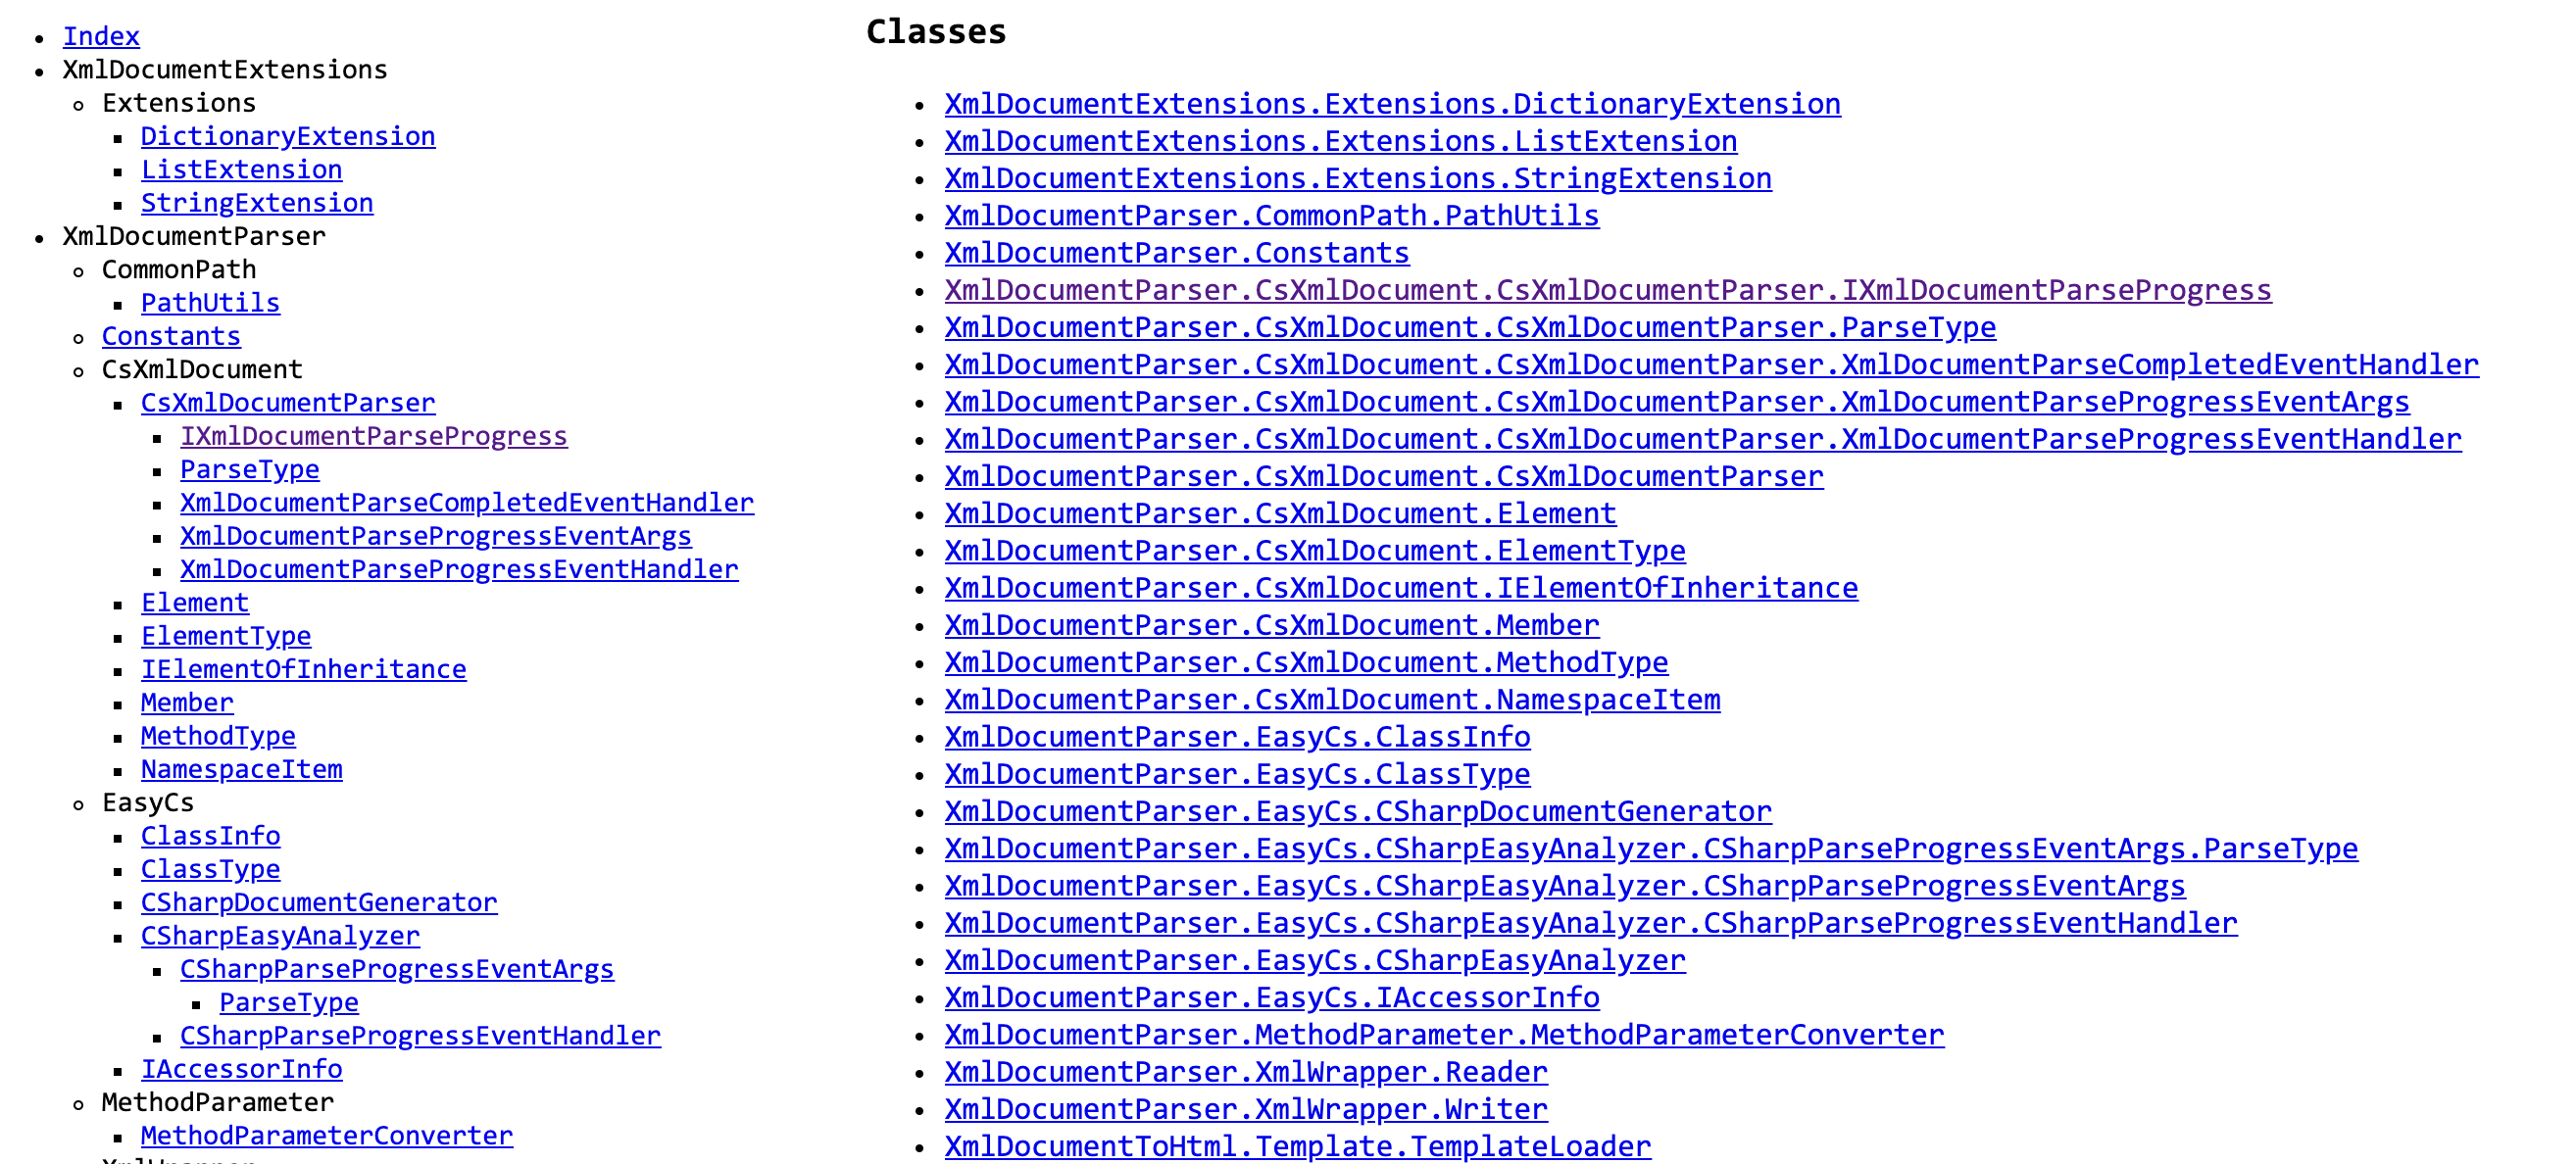 Index
XmlDocumentExtensions
Extensions
DictionaryExtension
ListExtension
StringExtension
XmlDocumentParser
CommonPath
PathUtils
Constants
CsXmlDocument
CsXmlDocumentParser
IXmlDocumentParseProgress
ParseType
XmlDocumentParseCompletedEventHandler
XmlDocumentParseProgressEventArgs
XmlDocumentParseProgressEventHandler
Element
ElementType
IElementOfInheritance
Member
MethodType
NamespaceItem
EasyCs
ClassInfo
ClassType
CSharpDocumentGenerator
CSharpEasyAnalyzer
CSharpParseProgressEventArgs
ParseType
CSharpParseProgressEventHandler
IAccessorInfo
MethodParameter
MethodParameterConverter
XmlWrapper
Classes
XmlDocumentExtensions.Extensions.DictionaryExtension
XmlDocumentExtensions.Extensions.ListExtension
XmlDocumentExtensions.Extensions.StringExtension
XmlDocumentParser.CommonPath.PathUtils
XmlDocumentParser.Constants
XmlDocumentParser.CsXmlDocument.CsXmlDocumentParser.IXmlDocumentParseProgress
XmlDocumentParser.CsXmlDocument.CsXmlDocumentParser.ParseType
XmlDocumentParser.CsXmlDocument.CsXmlDocumentParser.XmlDocumentParseCompletedEventHandler
XmlDocumentParser.CsXmlDocument.CsXmlDocumentParser.XmlDocumentParseProgressEventArgs
XmlDocumentParser.CsXmlDocument.CsXmlDocumentParser.XmlDocumentParseProgressEventHandler
XmlDocumentParser.CsXmlDocument.CsXmlDocumentParser
XmlDocumentParser.CsXmlDocument.Element
XmlDocumentParser.CsXmlDocument.ElementType
XmlDocumentParser.CsXmlDocument.IElementOfInheritance
XmlDocumentParser.CsXmlDocument.Member
XmlDocumentParser.CsXmlDocument.MethodType
XmlDocumentParser.CsXmlDocument.NamespaceItem
XmlDocumentParser.EasyCs.ClassInfo
XmlDocumentParser.EasyCs.ClassType
XmlDocumentParser.EasyCs.CSharpDocumentGenerator
XmlDocumentParser.EasyCs.CSharpEasyAnalyzer.CSharpParseProgressEventArgs.ParseType
XmlDocumentParser.EasyCs.CSharpEasyAnalyzer.CSharpParseProgressEventArgs
XmlDocumentParser.EasyCs.CSharpEasyAnalyzer.CSharpParseProgressEventHandler
XmlDocumentParser.EasyCs.CSharpEasyAnalyzer
XmlDocumentParser.EasyCs.IAccessorInfo
XmlDocumentParser.MethodParameter.MethodParameterConverter
XmlDocumentParser.XmlWrapper.Reader
XmlDocumentParser.XmlWrapper.Writer
XmlDocumentToHtml.Template.TemplateLoader